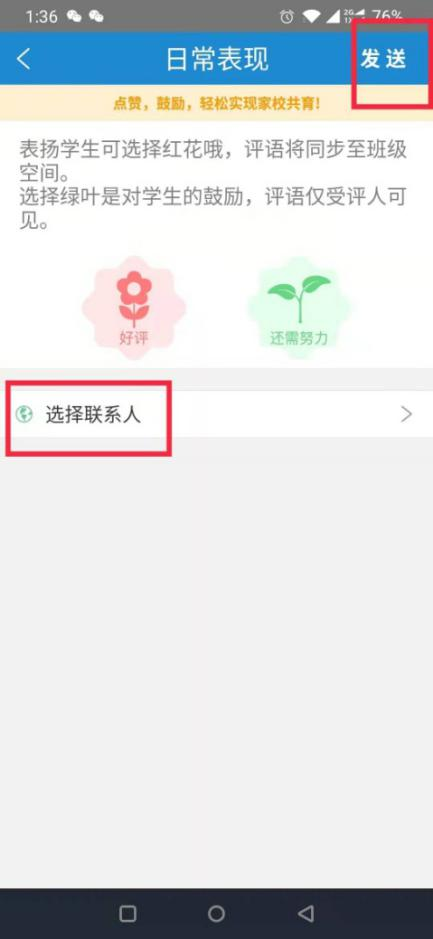 1:36 2G 1X 76%
日常表现 发送
点赞，鼓励，轻松实现家校共育！
表扬学生可选择红花哦，评语将同步至班级
空间。
选择绿叶是对学生的鼓励，评语仅受评人可
见。
好评 还需努力
选择联系人